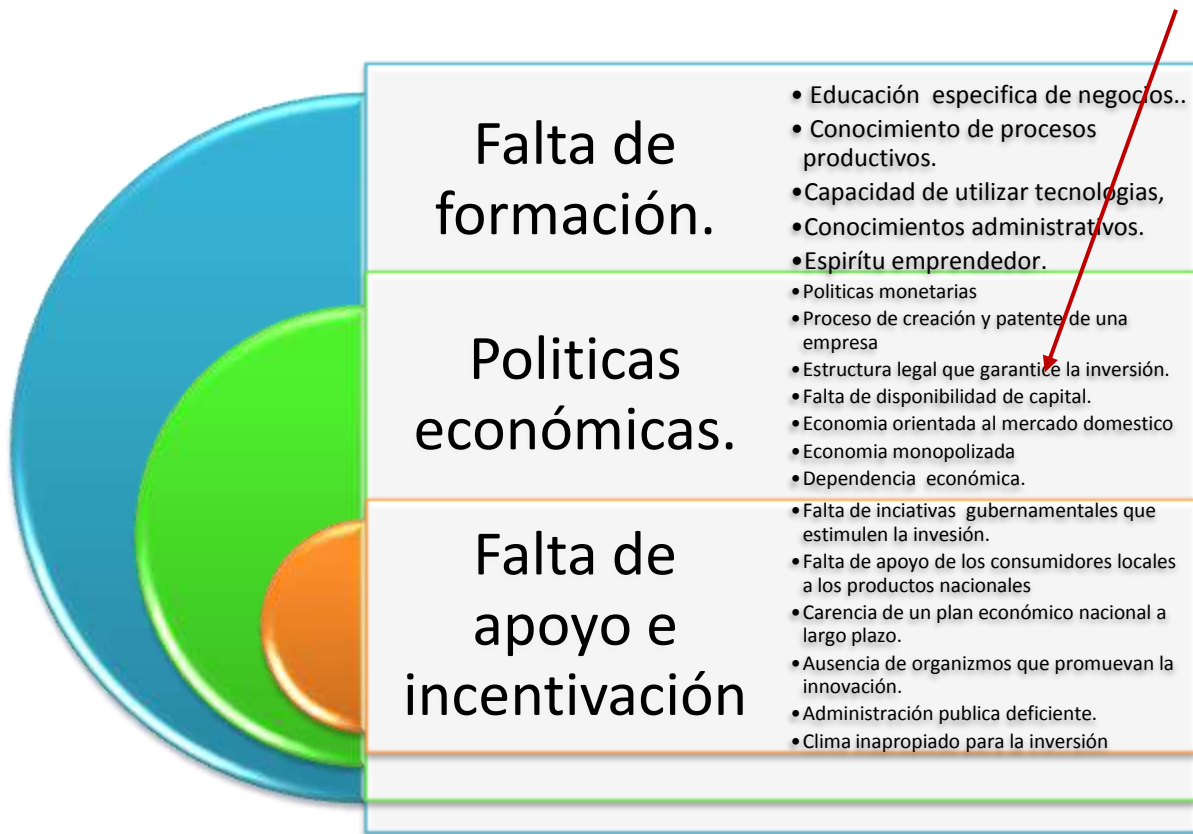 Falta de
formación.
• Educación especifica de negocios..
• Conocimiento de procesos
productivos.
•Capacidad de utilizar tecnologias,
•Conocimientos administrativos.
•Espirítu emprendedor.
Politicas
económicas.
•Politicas monetarias
•Proceso de creación y patente de una
empresa
•Estructura legal que garantice la inversión.
•Falta de disponibilidad de capital.
•Economia orientada al mercado domestico
•Economia monopolizada
•Dependencia económica.
Falta de
apoyo e
incentivación
•Falta de inciativas gubernamentales que
estimulen la invesión.
•Falta de apoyo de los consumidores locales
a los productos nacionales
•Carencia de un plan económico nacional a
largo plazo.
•Ausencia de organizmos que promuevan la
innovación.
•Administración publica deficiente.
•Clima inapropiado para la inversión